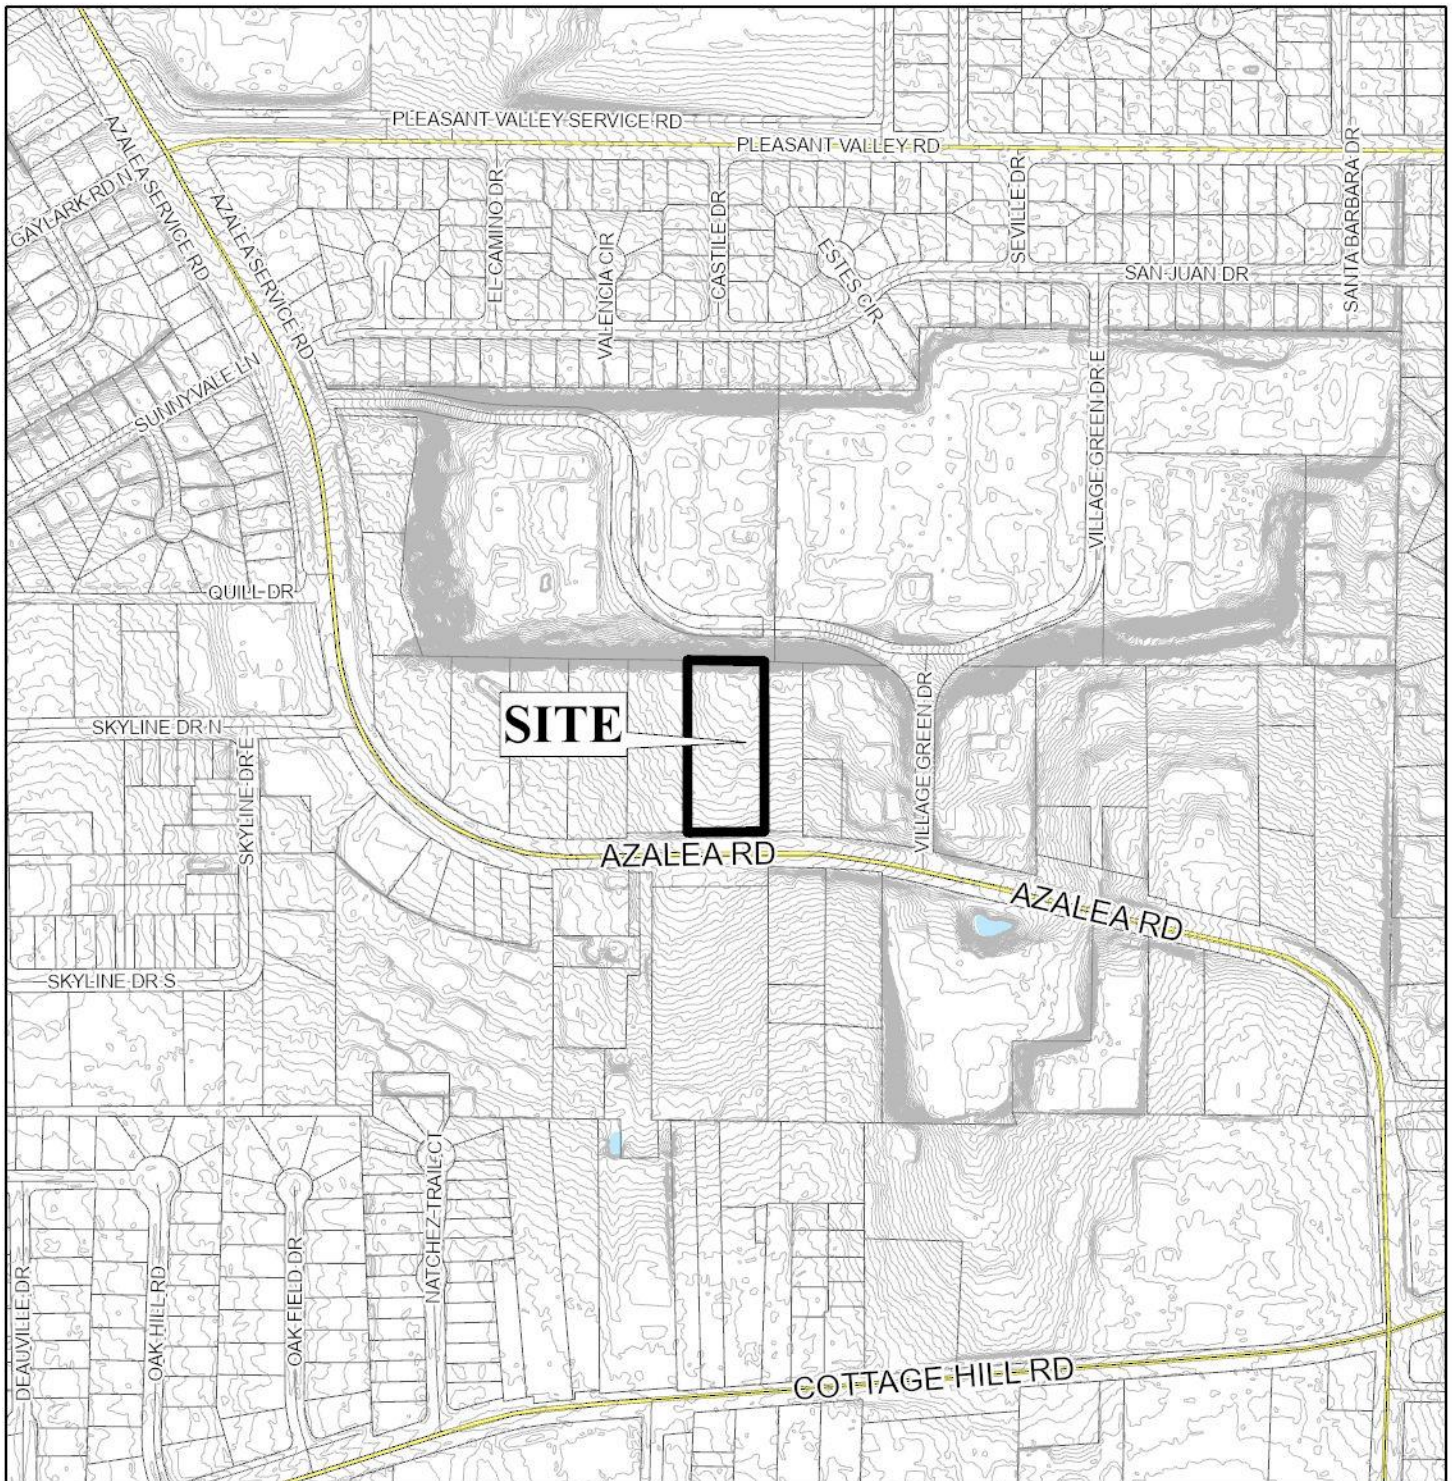 PLEASANT VALLEY SERVICE RD
PLEASANT VALLEY RD
AZALEA SERVICE RD
AZALEA SERVICE RD
GAYLARK RD N
EL CAMINO DR
VALENCIA CIR
CASTILE DR
ESTES CIR
SEVILLE DR
SAN JUAN DR
SANTA BARBARA DR
SUNNYVALE LN
VILLAGE GREEN DR E
QUILL DR
SITE
SKYLINE DR N
SKYLINE DR E
VILLAGE GREEN DR
AZALEA RD
AZALEA RD
SKYLINE DR S
NATCHEZ TRAIL CT
DEAUVILLE DR
OAK HILL RD
OAK FIELD DR
COTTAGE HILL RD